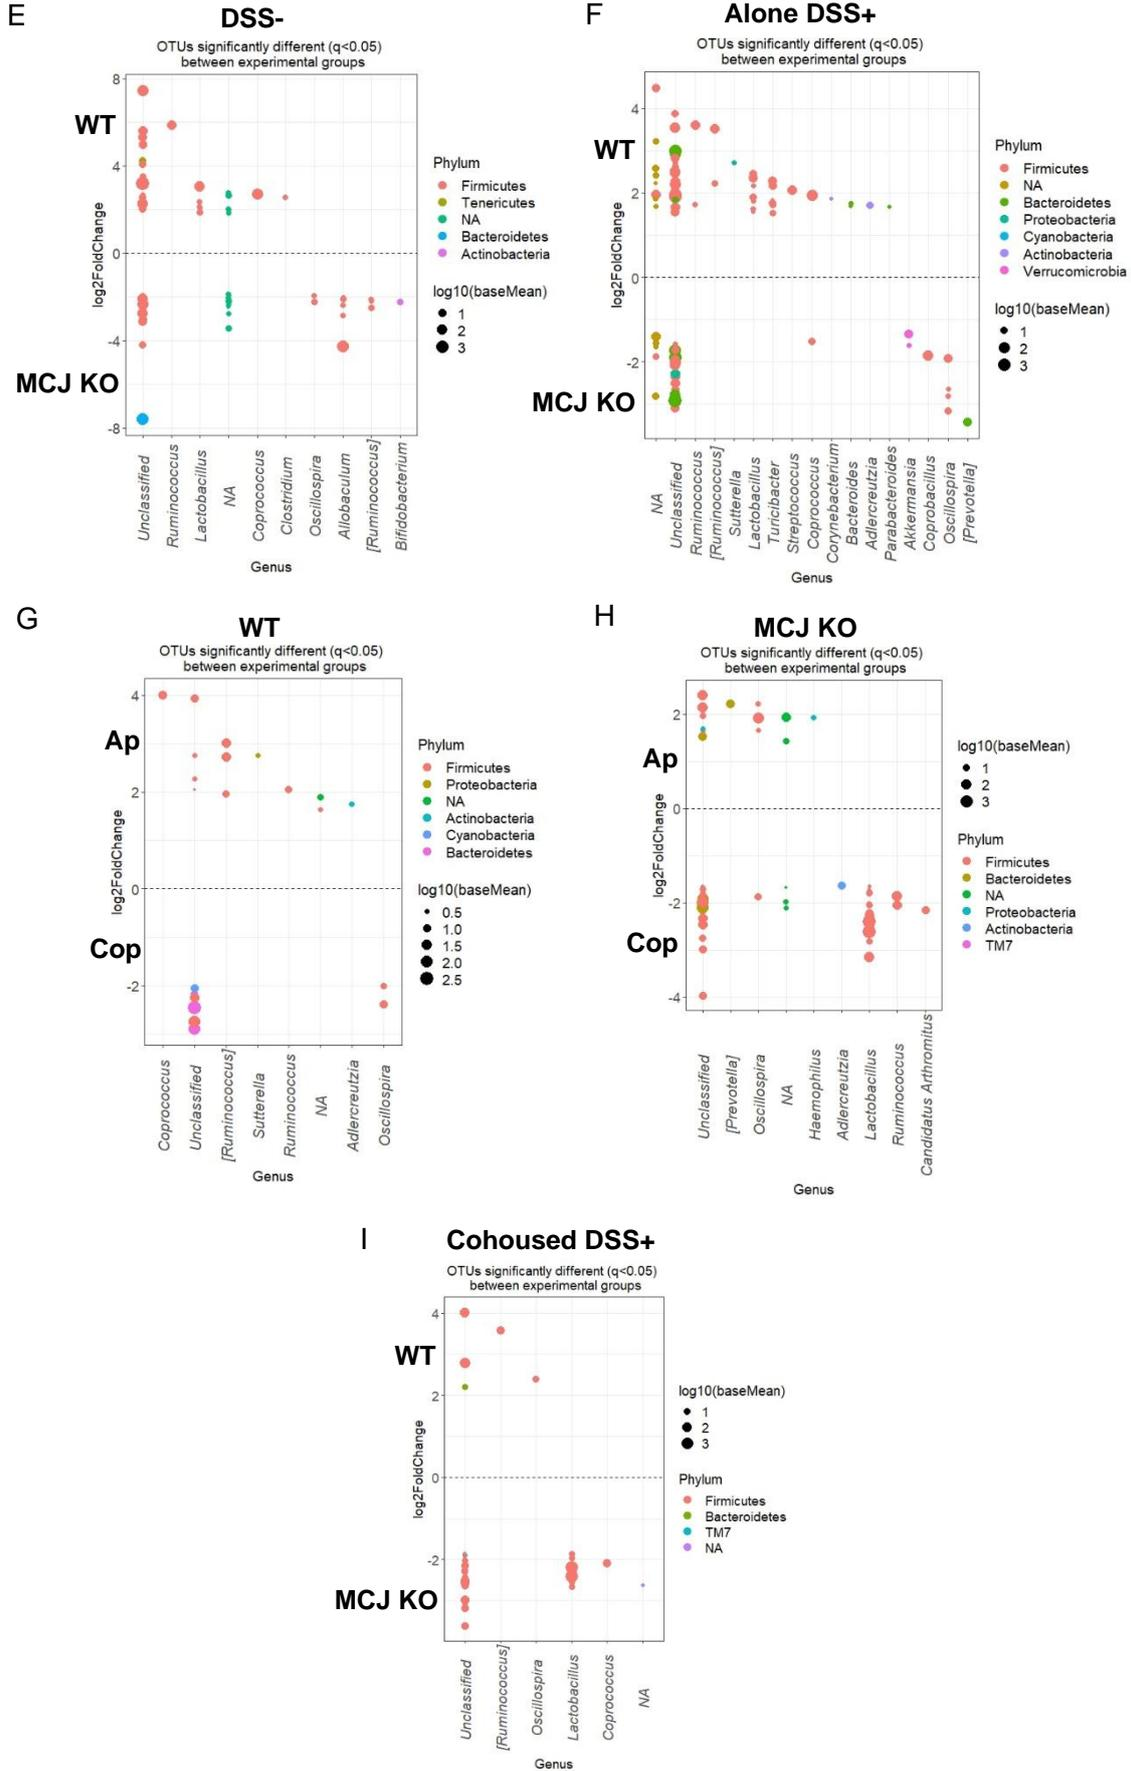 E
DSS-
OTUs significantly different (q<0.05)
between experimental groups
8
4
0
-4
-8
log2FoldChange
WT
MCJ KO
Unclassified
Ruminococcus
Lactobacillus
NA
Coprococcus
Clostridium
Oscillospira
Allobaculum
[Ruminococcus]
Bifidobacterium
Genus
Phylum
Firmicutes
Tenericutes
NA
Bacteroidetes
Actinobacteria
log10(baseMean)
1
2
3
F
Alone DSS+
OTUs significantly different (q<0.05)
between experimental groups
4
2
0
-2
log2FoldChange
WT
MCJ KO
NA
Unclassified
Ruminococcus
[Ruminococcus]
Sutterella
Lactobacillus
Turicibacter
Streptococcus
Coprococcus
Corynebacterium
Bacteroides
Adlercreutzia
Parabacteroides
Akkermansia
Coprobacillus
Oscillospira
[Prevotella]
Genus
Phylum
Firmicutes
NA
Bacteroidetes
Proteobacteria
Cyanobacteria
Actinobacteria
Verrucomicrobia
log10(baseMean)
1
2
3
G
WT
OTUs significantly different (q<0.05)
between experimental groups
4
2
0
-2
log2FoldChange
Ap
Cop
Coprococcus
Unclassified
[Ruminococcus]
Sutterella
Ruminococcus
NA
Adlercreutzia
Oscillospira
Genus
Phylum
Firmicutes
Proteobacteria
NA
Actinobacteria
Cyanobacteria
Bacteroidetes
log10(baseMean)
0.5
1.0
1.5
2.0
2.5
H
MCJ KO
OTUs significantly different (q<0.05)
between experimental groups
2
0
-2
-4
log2FoldChange
Ap
Cop
Unclassified
[Prevotella]
Oscillospira
NA
Haemophilus
Adlercreutzia
Lactobacillus
Ruminococcus
Candidatus Arthromitus
Genus
log10(baseMean)
1
2
3
Phylum
Firmicutes
Bacteroidetes
NA
Proteobacteria
Actinobacteria
TM7
I
Cohoused DSS+
OTUs significantly different (q<0.05)
between experimental groups
4
2
0
-2
log2FoldChange
WT
MCJ KO
Unclassified
[Ruminococcus]
Oscillospira
Lactobacillus
Coprococcus
NA
Genus
log10(baseMean)
1
2
3
Phylum
Firmicutes
Bacteroidetes
TM7
NA